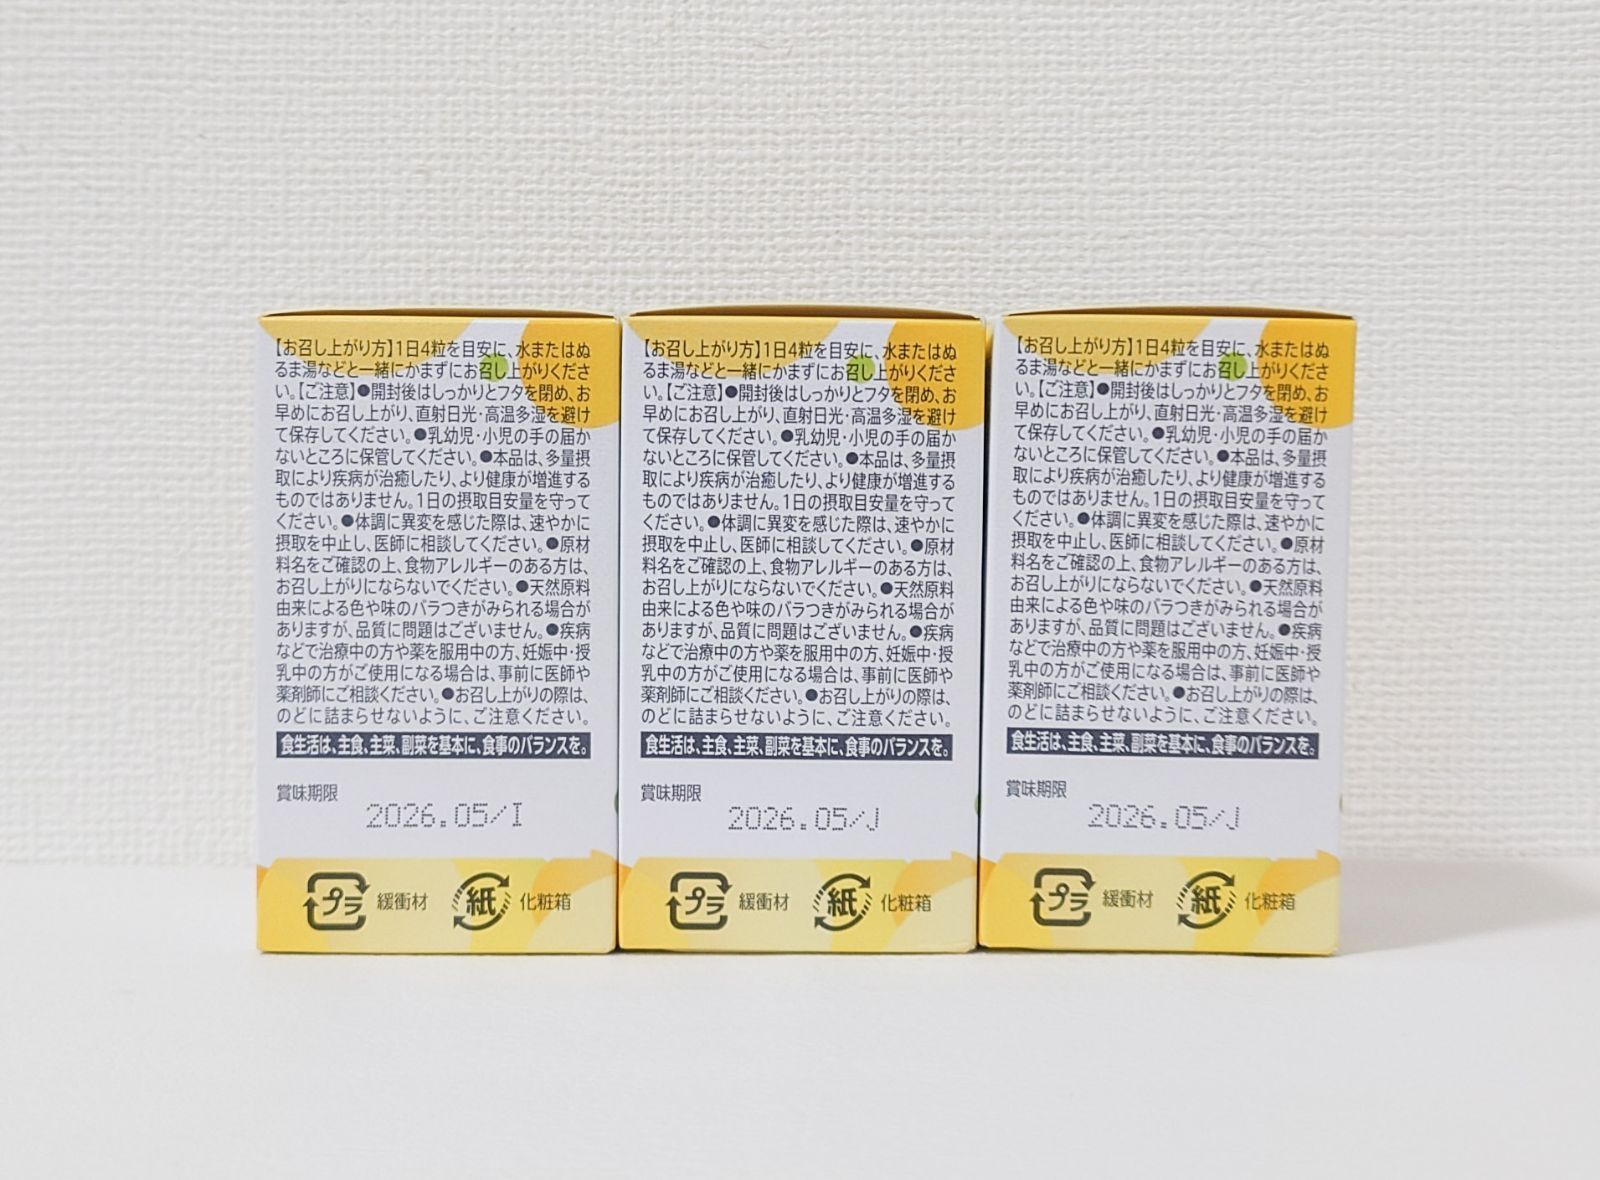 【お召し上がり方】1日4粒を目安に、水またはぬ
るま湯などと一緒にかまずにお召し上がりくださ
い。【ご注意】●開封後はしっかりとフタを閉め、お
早めにお召し上がり、直射日光・高温多湿を避け
て保存してください。●乳幼児・小児の手の届か
ないところに保管してください。●本品は、多量摂
取により疾病が治癒したり、より健康が増進する
ものではありません。1日の摂取目安量を守って
ください。●体調に異変を感じた際は、速やかに
摂取を中止し、医師に相談してください。●原材
料名をご確認の上、食物アレルギーのある方は、
お召し上がりにならないでください。●天然原料
由来による色や味のバラつきがみられる場合が
ありますが、品質に問題はございません。●疾病
などで治療中の方や薬を服用中の方、妊娠中・授
乳中の方がご使用になる場合は、事前に医師や
薬剤師にご相談ください。●お召し上がりの際は、
のどに詰まらせないように、ご注意ください。
食生活は、主食、主菜、副菜を基本に、食事のバランスを。
賞味期限
2026.05/I
プラ 緩衝材 紙 化粧箱
【お召し上がり方】1日4粒を目安に、水またはぬ
るま湯などと一緒にかまずにお召し上がりくださ
い。【ご注意】●開封後はしっかりとフタを閉め、お
早めにお召し上がり、直射日光・高温多湿を避け
て保存してください。●乳幼児・小児の手の届か
ないところに保管してください。●本品は、多量摂
取により疾病が治癒したり、より健康が増進する
ものではありません。1日の摂取目安量を守って
ください。●体調に異変を感じた際は、速やかに
摂取を中止し、医師に相談してください。●原材
料名をご確認の上、食物アレルギーのある方は、
お召し上がりにならないでください。●天然原料
由来による色や味のバラつきがみられる場合が
ありますが、品質に問題はございません。●疾病
などで治療中の方や薬を服用中の方、妊娠中・授
乳中の方がご使用になる場合は、事前に医師や
薬剤師にご相談ください。●お召し上がりの際は、
のどに詰まらせないように、ご注意ください。
食生活は、主食、主菜、副菜を基本に、食事のバランスを。
賞味期限
2026.05/J
プラ 緩衝材 紙 化粧箱
【お召し上がり方】1日4粒を目安に、水またはぬ
るま湯などと一緒にかまずにお召し上がりくださ
い。【ご注意】●開封後はしっかりとフタを閉め、お
早めにお召し上がり、直射日光・高温多湿を避け
て保存してください。●乳幼児・小児の手の届か
ないところに保管してください。●本品は、多量摂
取により疾病が治癒したり、より健康が増進する
ものではありません。1日の摂取目安量を守って
ください。●体調に異変を感じた際は、速やかに
摂取を中止し、医師に相談してください。●原材
料名をご確認の上、食物アレルギーのある方は、
お召し上がりにならないでください。●天然原料
由来による色や味のバラつきがみられる場合が
ありますが、品質に問題はございません。●疾病
などで治療中の方や薬を服用中の方、妊娠中・授
乳中の方がご使用になる場合は、事前に医師や
薬剤師にご相談ください。●お召し上がりの際は、
のどに詰まらせないように、ご注意ください。
食生活は、主食、主菜、副菜を基本に、食事のバランスを。
賞味期限
2026.05/J
プラ 緩衝材 紙 化粧箱